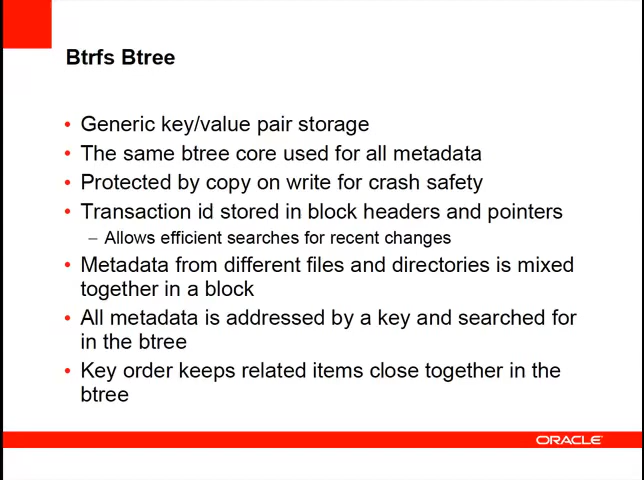 Btrfs Btree
• Generic key/value pair storage
• The same btree core used for all metadata
• Protected by copy on write for crash safety
• Transaction id stored in block headers and pointers
– Allows efficient searches for recent changes
• Metadata from different files and directories is mixed
together in a block
• All metadata is addressed by a key and searched for
in the btree
• Key order keeps related items close together in the
btree
ORACLE